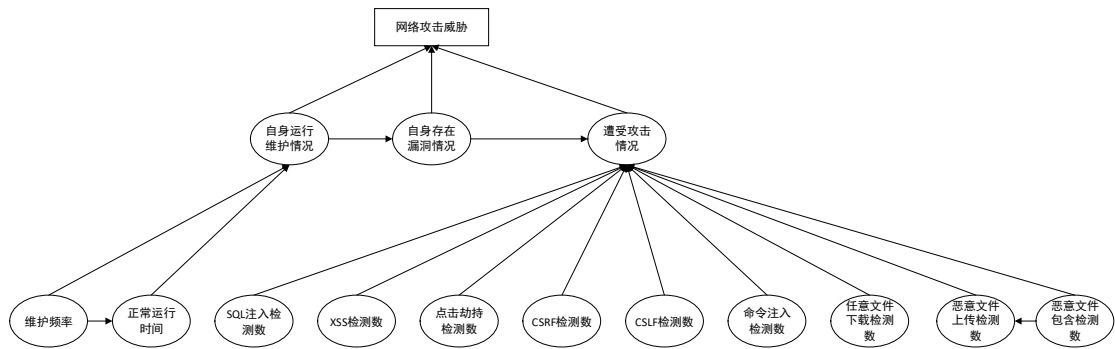 网络攻击威胁
自身运行
维护情况
自身存在
漏洞情况
遭受攻击
情况
维护频率
正常运行
时间
SQL注入检
测数
XSS检测数
点击劫持
检测数
CSRF检测数
CSLF检测数
命令注入
检测数
任意文件
下载检测
数
恶意文件
上传检测
数
恶意文件
包含检测
数